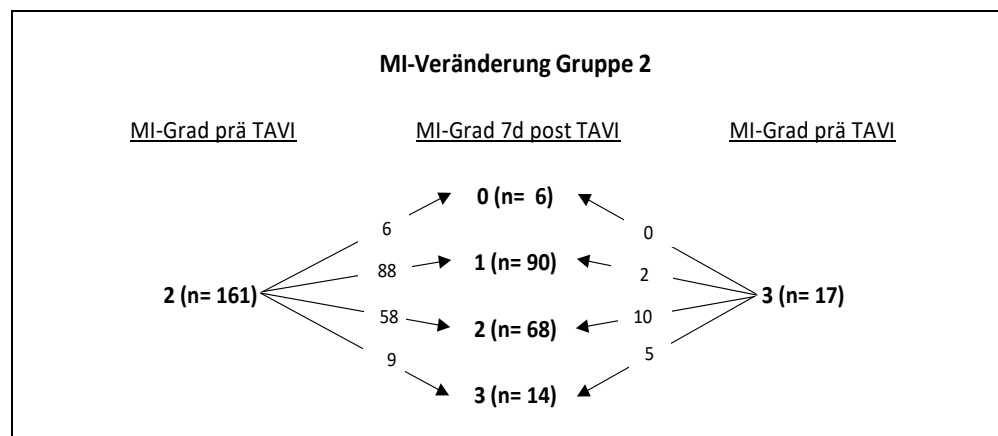 MI-Veränderung Gruppe 2
MI-Grad prä TAVI MI-Grad 7d post TAVI MI-Grad prä TAVI
0 (n= 6)
6 0
1 (n= 90)
88 2
2 (n= 161) 3 (n= 17)
58 10
2 (n= 68)
9 5
3 (n= 14)